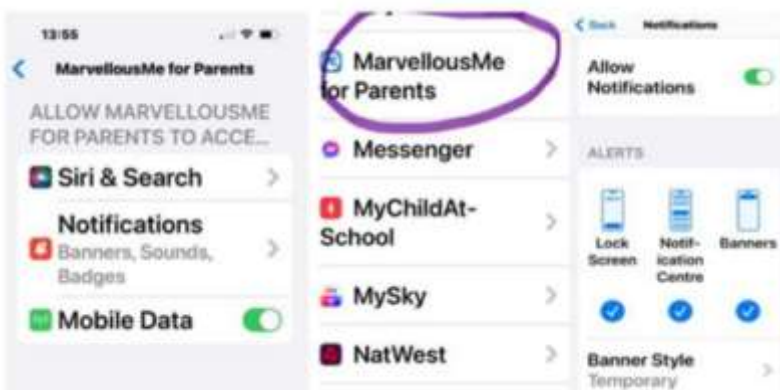 13:55
MarvellousMe for Parents
ALLOW MARVELLOUSME
FOR PARENTS TO ACCE...
Siri & Search
Notifications
Banners, Sounds,
Badges
Mobile Data
MarvellousMe
for Parents
Messenger
MyChildAt-
School
MySky
NatWest
Back
Notifications
Allow
Notifications
ALERTS
Lock
Screen
Notif-
ication
Centre
Banners
Banner Style
Temporary